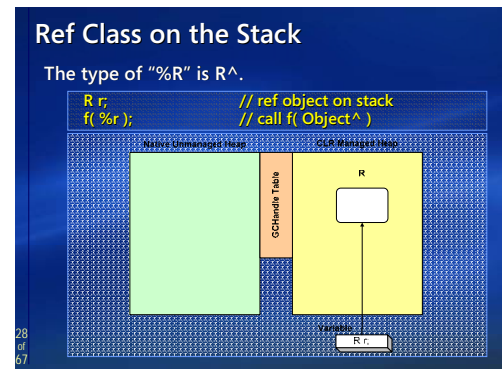 Ref Class on the Stack
The type of "%R" is R^.
R r; // ref object on stack
f( %r ); // call f( Object^ )
Native Unmanaged Heap
CLR Managed Heap
GCHandle Table
R
Variable
R r;
28
of
67